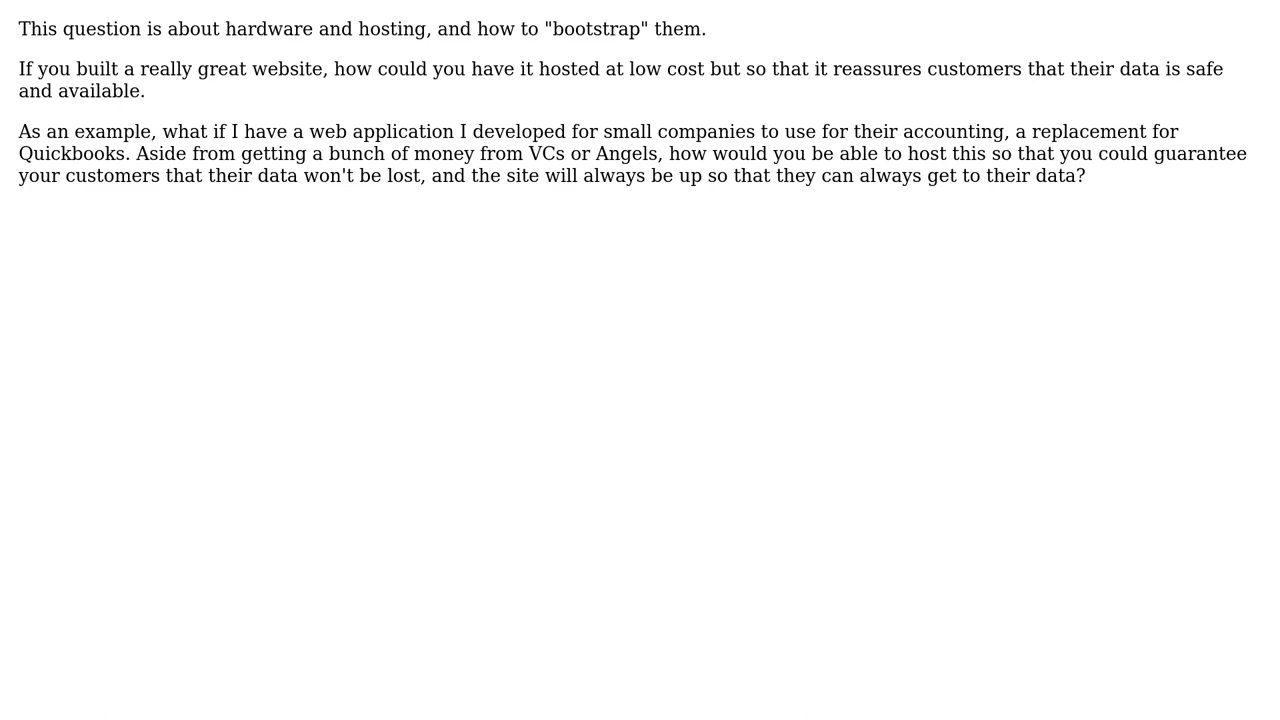 This question is about hardware and hosting, and how to "bootstrap" them.
If you built a really great website, how could you have it hosted at low cost but so that it reassures customers that their data is safe
and available.
As an example, what if I have a web application I developed for small companies to use for their accounting, a replacement for
Quickbooks. Aside from getting a bunch of money from VCs or Angels, how would you be able to host this so that you could guarantee
your customers that their data won't be lost, and the site will always be up so that they can always get to their data?